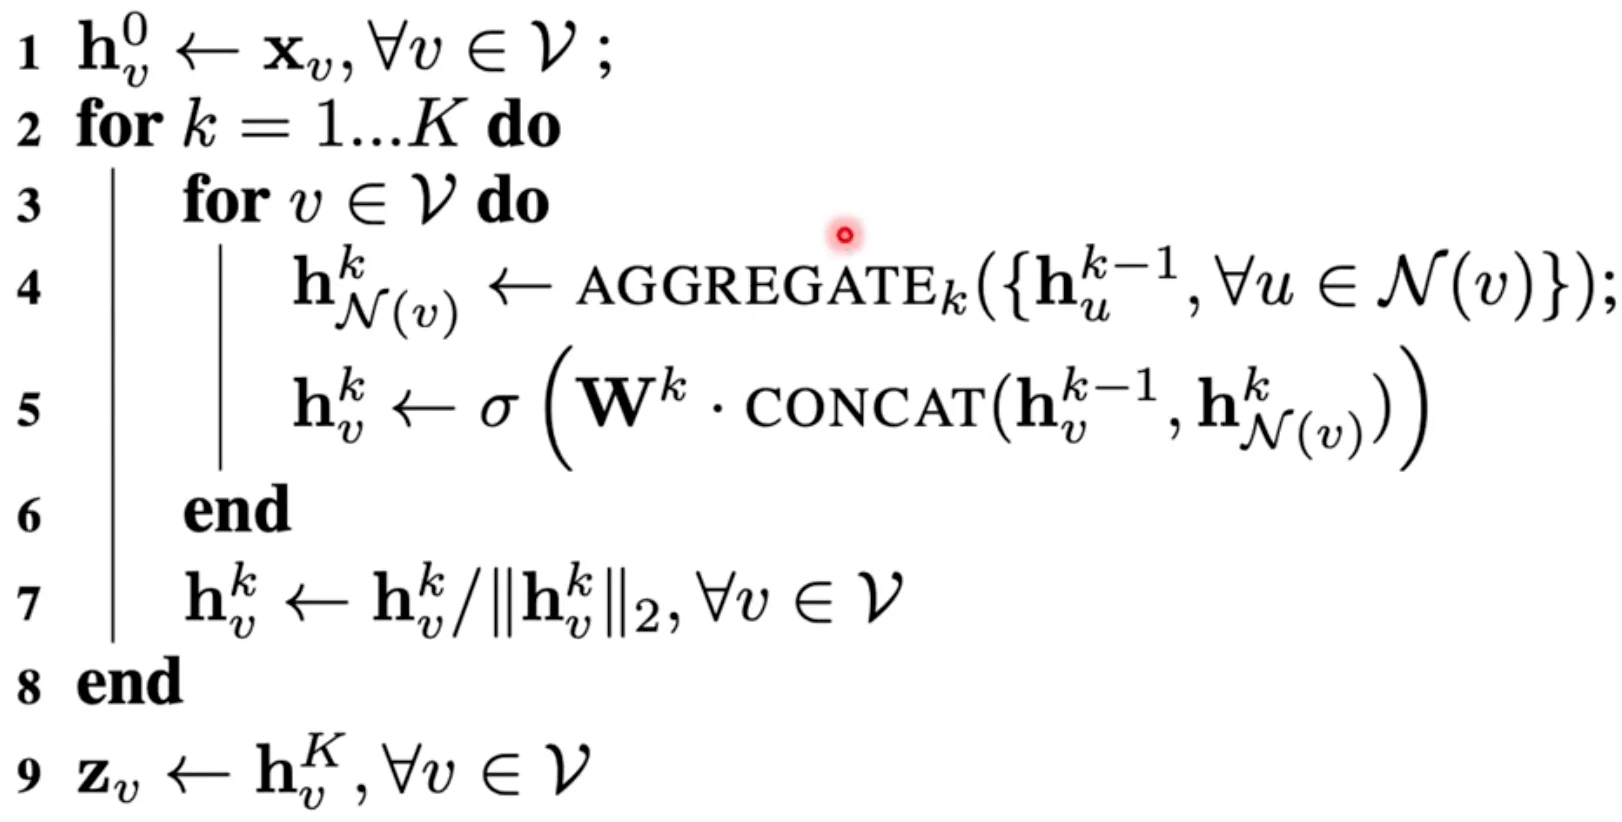 1 h_v^0 ← x_v, ∀v ∈ 𝒱 ;
2 for k = 1...K do
3 for v ∈ 𝒱 do
4 h_{𝒩(v)}^k ← AGGREGATE_k({h_u^{k−1}, ∀u ∈ 𝒩(v)});
5 h_v^k ← σ (W^k · CONCAT(h_v^{k−1}, h_{𝒩(v)}^k))
6 end
7 h_v^k ← h_v^k/‖h_v^k‖_2, ∀v ∈ 𝒱
8 end
9 z_v ← h_v^K, ∀v ∈ 𝒱